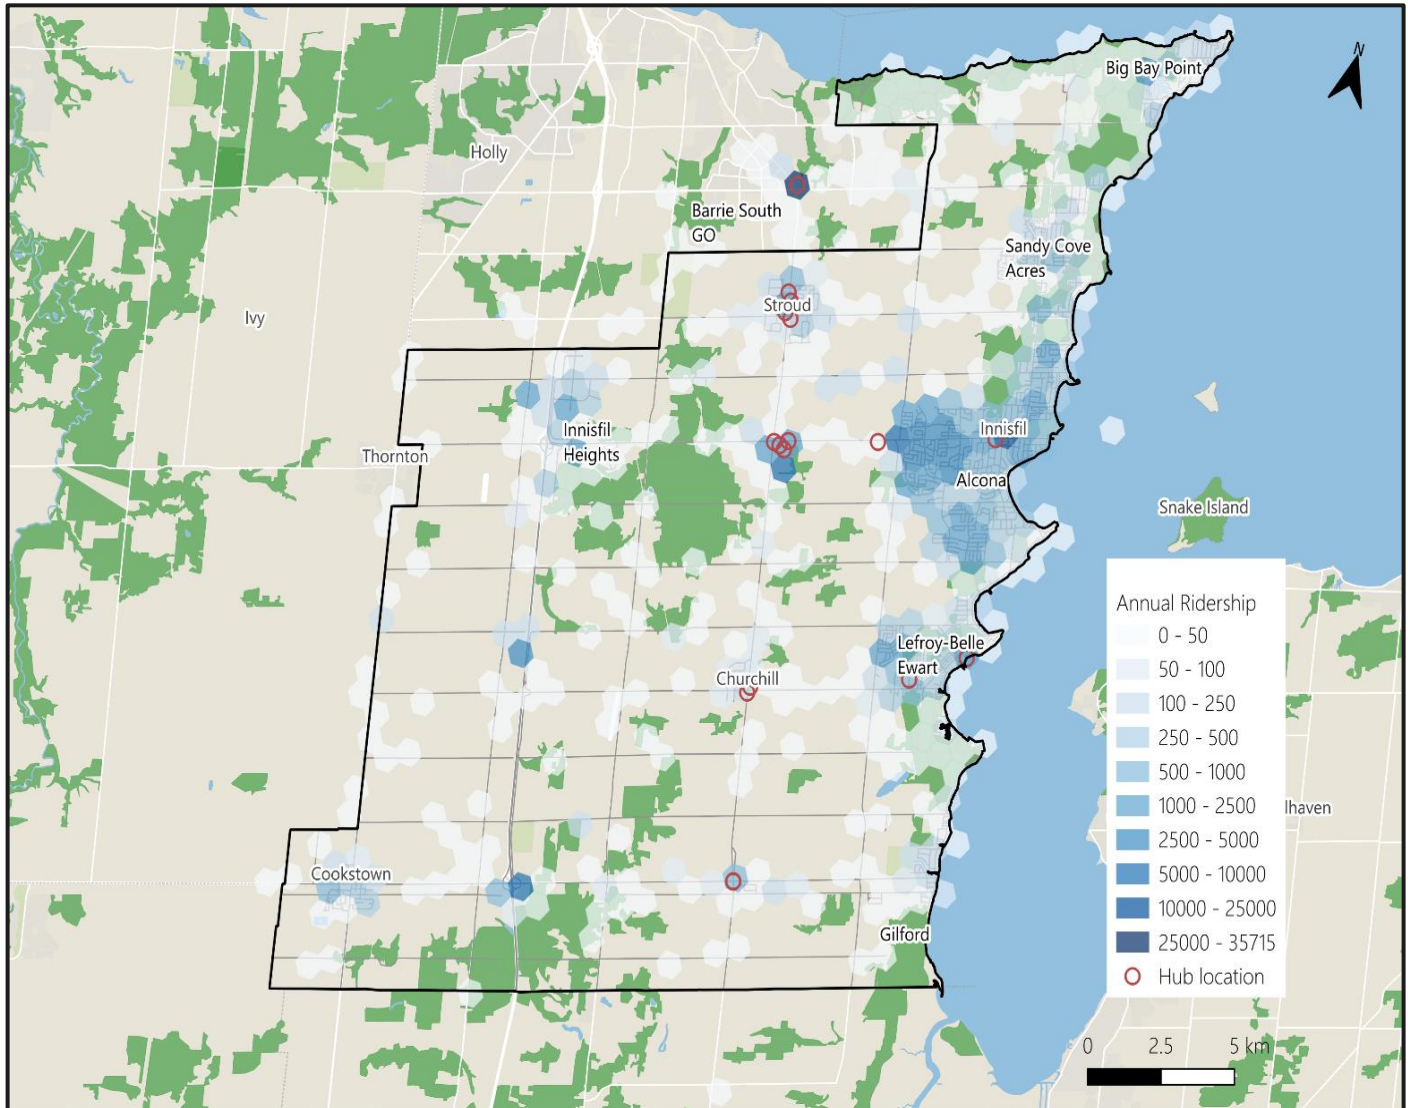 N
Big Bay Point
Holly
Barrie South
GO
Sandy Cove
Acres
Stroud
Ivy
Innisfil
Heights
Innisfil
Thornton
Alcona
Snake Island
Annual Ridership
0 - 50
50 - 100
100 - 250
250 - 500
500 - 1000
1000 - 2500
2500 - 5000
5000 - 10000
10000 - 25000
25000 - 35715
Hub location
Lefroy-Belle
Ewart
Churchill
lhaven
Cookstown
Gilford
0 2.5 5 km